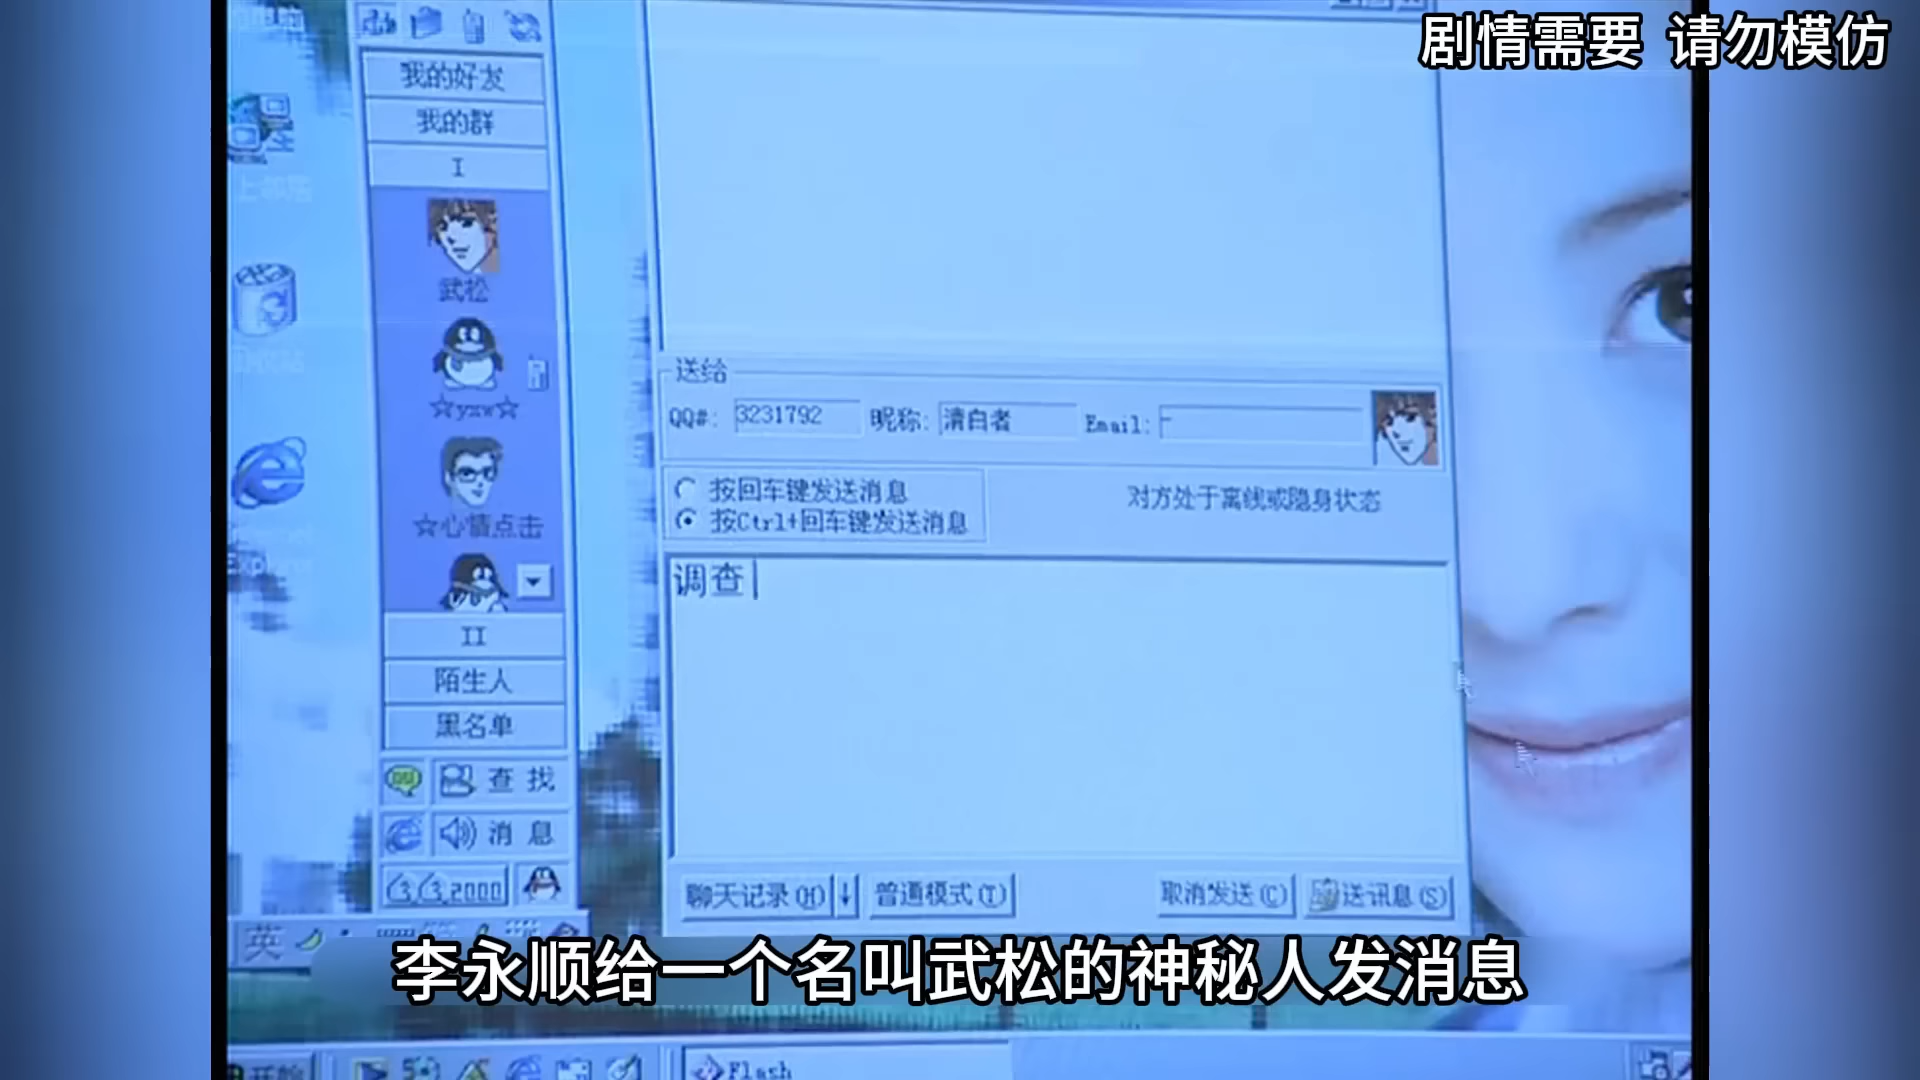 剧情需要 请勿模仿
我的好友
我的群
I
武松
☆yzw☆
☆心情点击
II
陌生人
黑名单
查找
消息
2000
英
送给
QQ#: 3231792 昵称: 清白者 Email:
按回车键发送消息
按Ctrl+回车键发送消息
对方处于离线或隐身状态
调查
聊天记录(H) 普通模式(T) 取消发送(C) 送讯息(S)
李永顺给一个名叫武松的神秘人发消息
开始
Flash